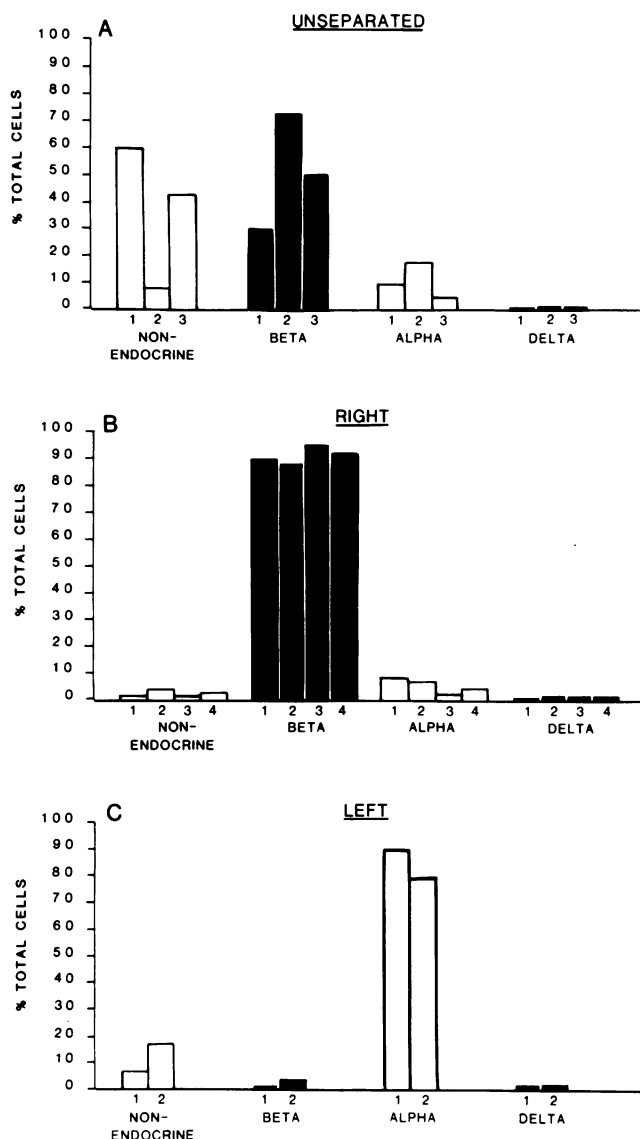 A
UNSEPARATED
% TOTAL CELLS
100
90
80
70
60
50
40
30
20
10
0
1 2 3 1 2 3 1 2 3 1 2 3
NON-ENDOCRINE BETA ALPHA DELTA
B
RIGHT
% TOTAL CELLS
100
90
80
70
60
50
40
30
20
10
0
1 2 3 4 1 2 3 4 1 2 3 4 1 2 3 4
NON-ENDOCRINE BETA ALPHA DELTA
C
LEFT
% TOTAL CELLS
100
90
80
70
60
50
40
30
20
10
0
1 2 1 2 1 2 1 2
NON-ENDOCRINE BETA ALPHA DELTA